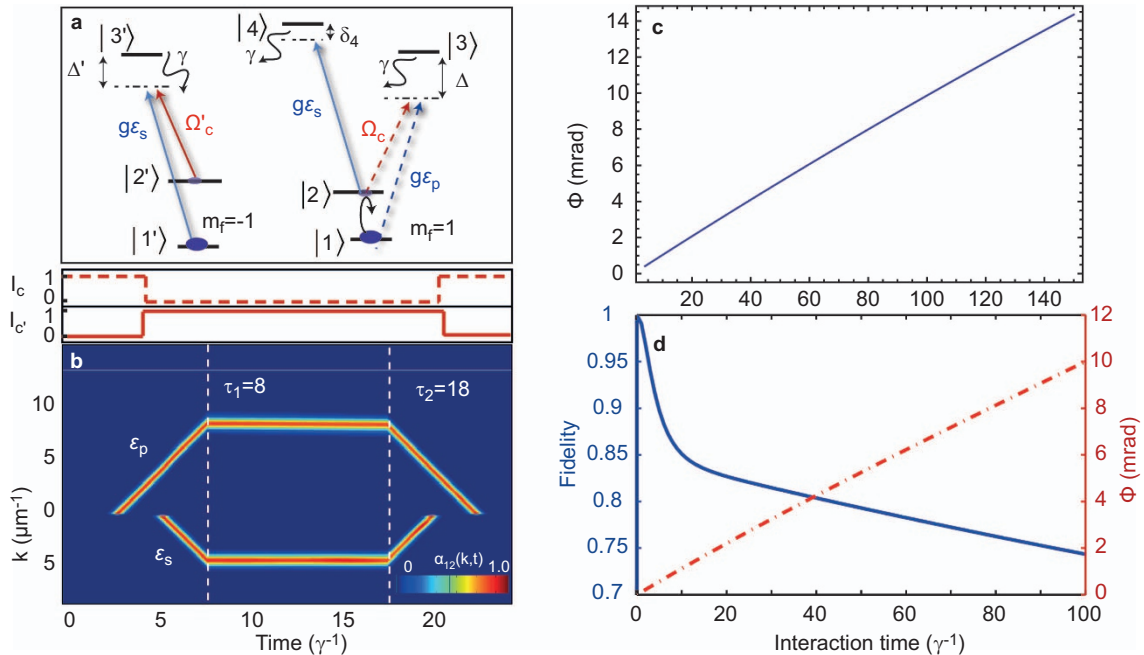 a
|3'⟩
|4⟩
δ4
|3⟩
γ
γ
γ
Δ'
Δ
gεs
Ω'c
gεs
Ωc
gεp
|2'⟩
|2⟩
mf=-1
mf=1
|1'⟩
|1⟩
Ic
1
0
Ic'
1
0
b
τ1=8
τ2=18
10
5
0
5
k (μm-1)
εp
εs
α12(k,t)
0
1.0
0 5 10 15 20
Time (γ-1)
c
14
12
10
8
6
4
2
0
Φ (mrad)
20 40 60 80 100 120 140
d
1
0.95
0.9
0.85
0.8
0.75
0.7
Fidelity
12
10
8
6
4
2
0
Φ (mrad)
0 20 40 60 80 100
Interaction time (γ-1)